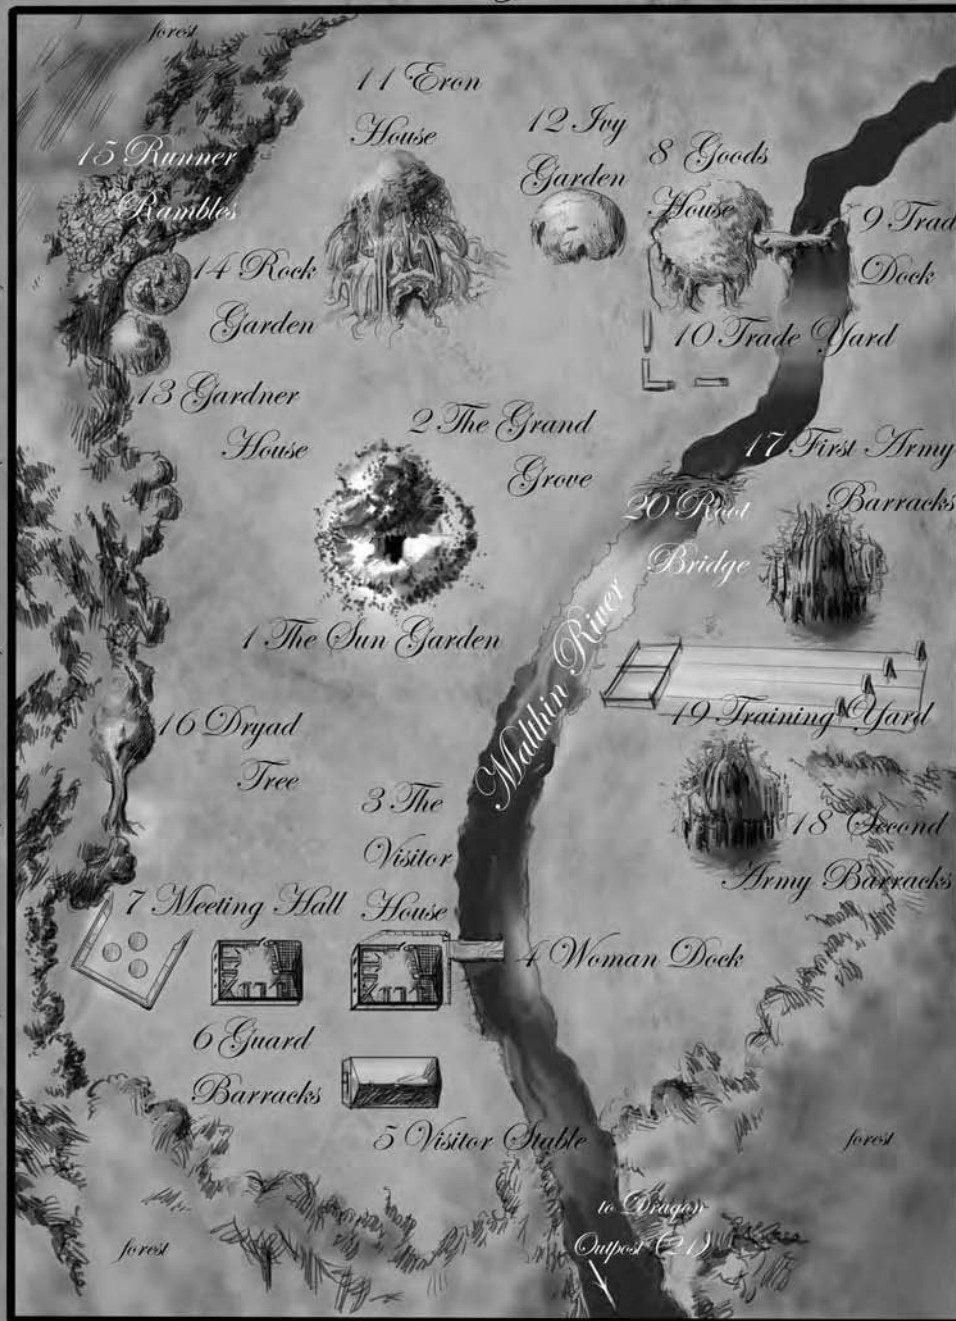 forest
11 Eron
House
12 Ivy
Garden
8 Goods
House
15 Runner
Rambles
9 Trad
Dock
14 Rock
Garden
10 Trade Yard
13 Gardner
House
2 The Grand
Grove
17 First Army
Barracks
20 Root
Bridge
Malthin River
1 The Sun Garden
19 Training Yard
16 Dryad
Tree
3 The
Visitor
House
18 Second
Army Barracks
7 Meeting Hall
4 Woman Dock
6 Guard
Barracks
5 Visitor Stable
forest
to Dragon
Outpost (21)
forest